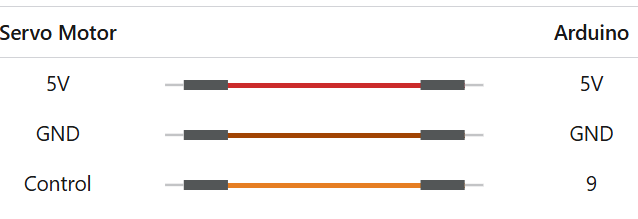 Servo Motor Arduino
5V 5V
GND GND
Control 9